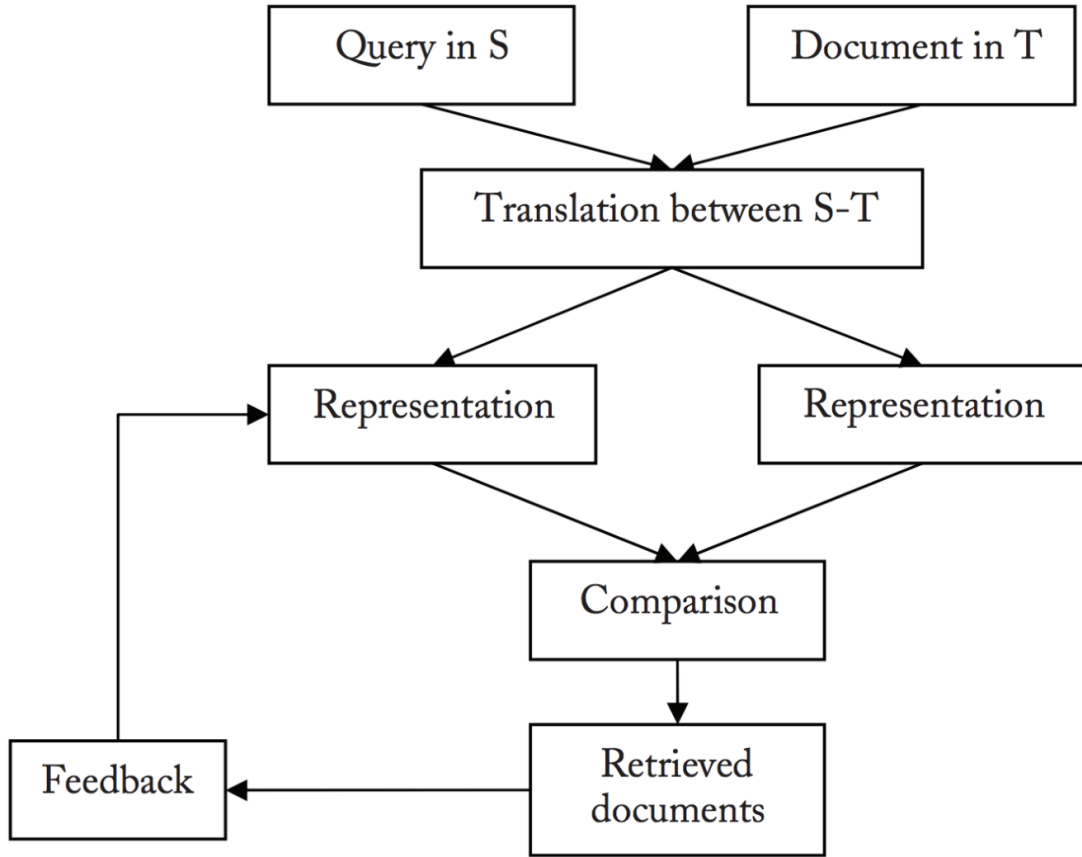 Query in S
Document in T
Translation between S-T
Representation
Representation
Comparison
Feedback
Retrieved
documents